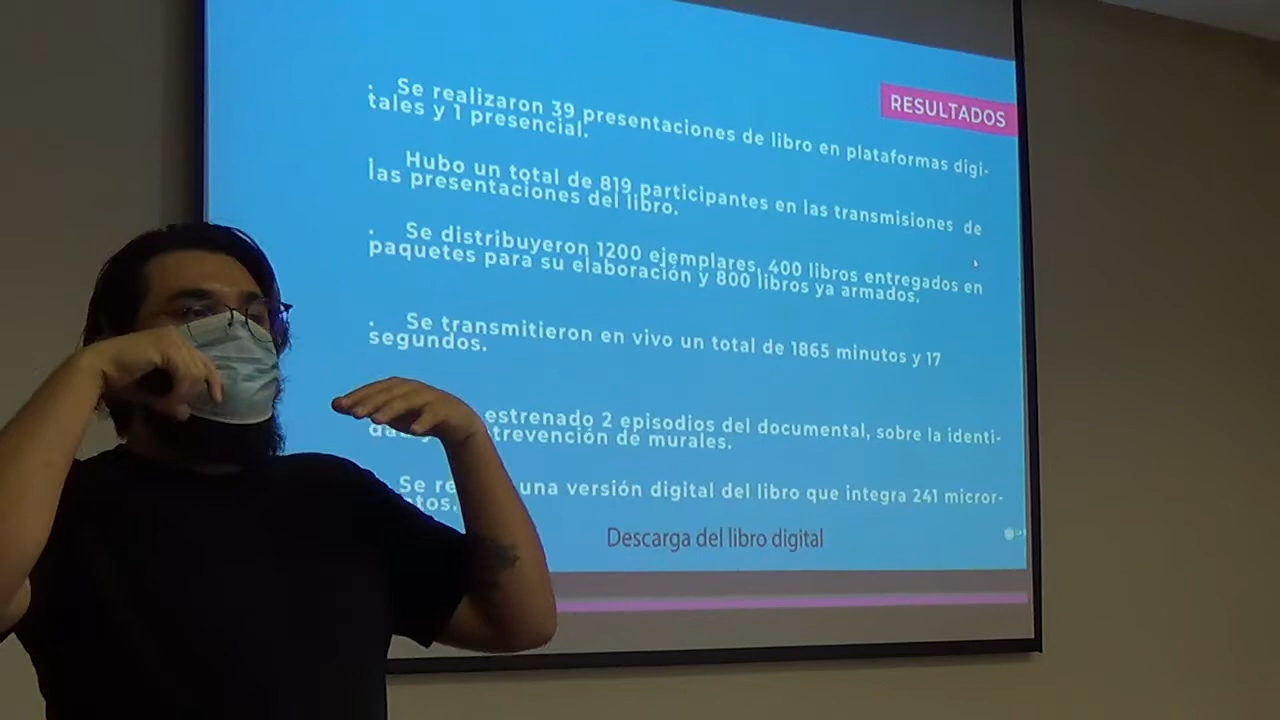 RESULTADOS
. Se realizaron 39 presentaciones de libro en plataformas digi-
tales y 1 presencial.
. Hubo un total de 819 participantes en las transmisiones de
las presentaciones del libro.
. Se distribuyeron 1200 ejemplares, 400 libros entregados en
paquetes para su elaboración y 800 libros ya armados.
. Se transmitieron en vivo un total de 1865 minutos y 17
segundos.
estrenado 2 episodios del documental, sobre la identi-
de murales.
Se una versión digital del libro que integra 241 micror-
Descarga del libro digital